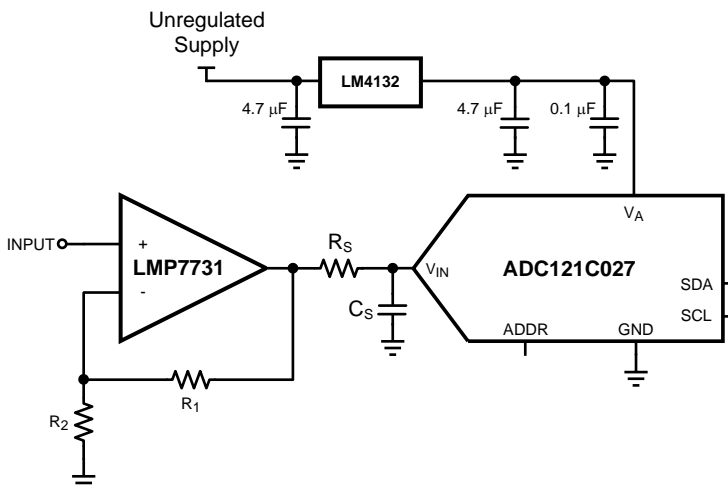 Unregulated
Supply
LM4132
4.7 µF
4.7 µF
0.1 µF
VA
INPUT
+
LMP7731
-
RS
VIN
ADC121C027
SDA
CS
SCL
ADDR
GND
R1
R2